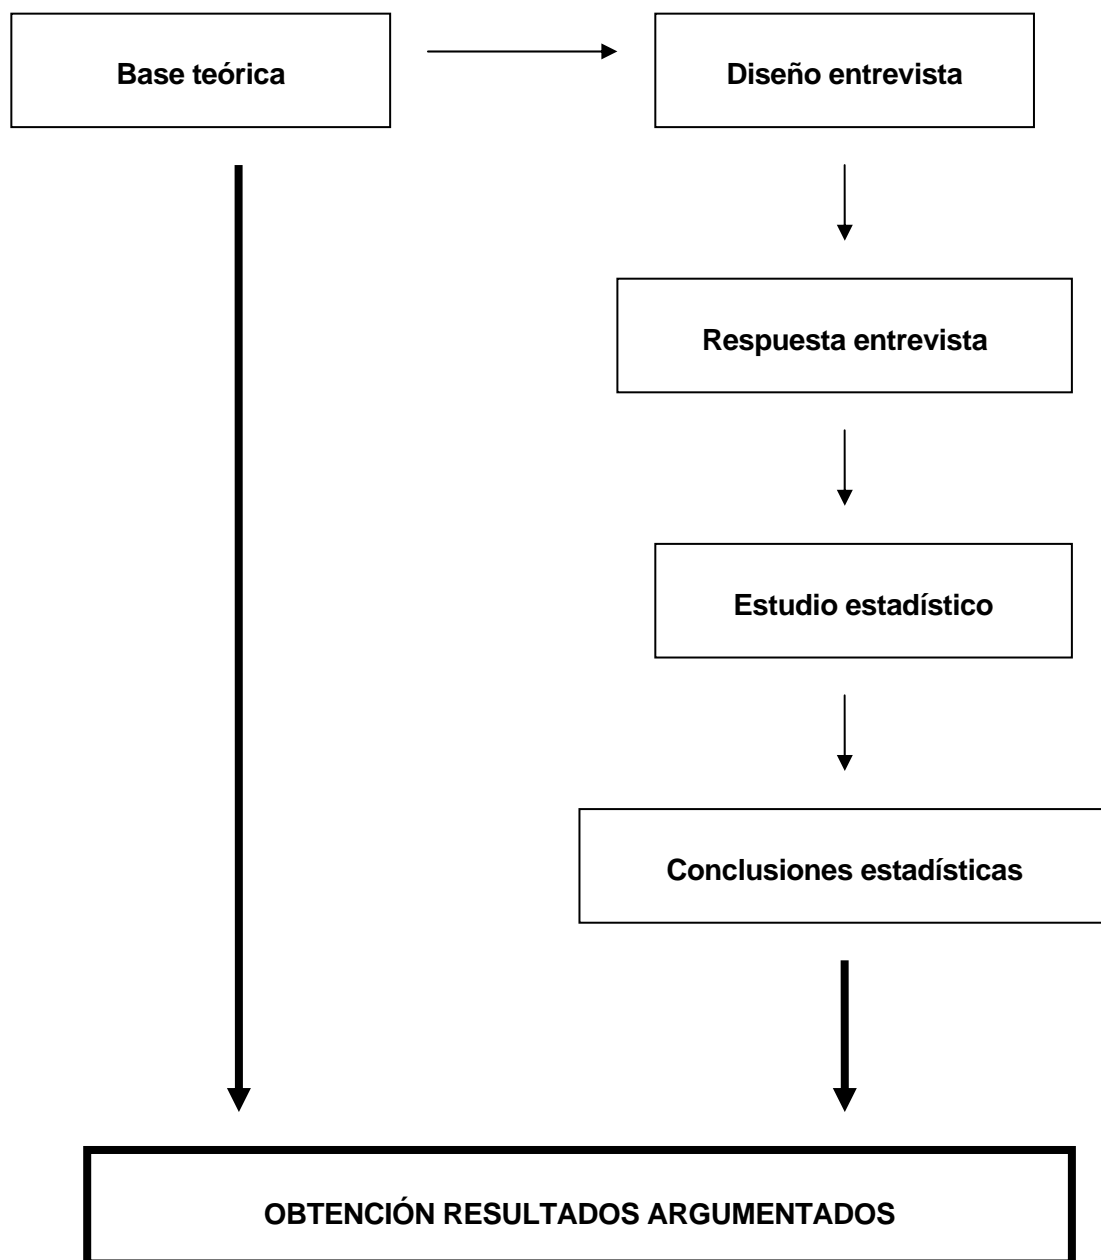 Base teórica
Diseño entrevista
Respuesta entrevista
Estudio estadístico
Conclusiones estadísticas
OBTENCIÓN RESULTADOS ARGUMENTADOS